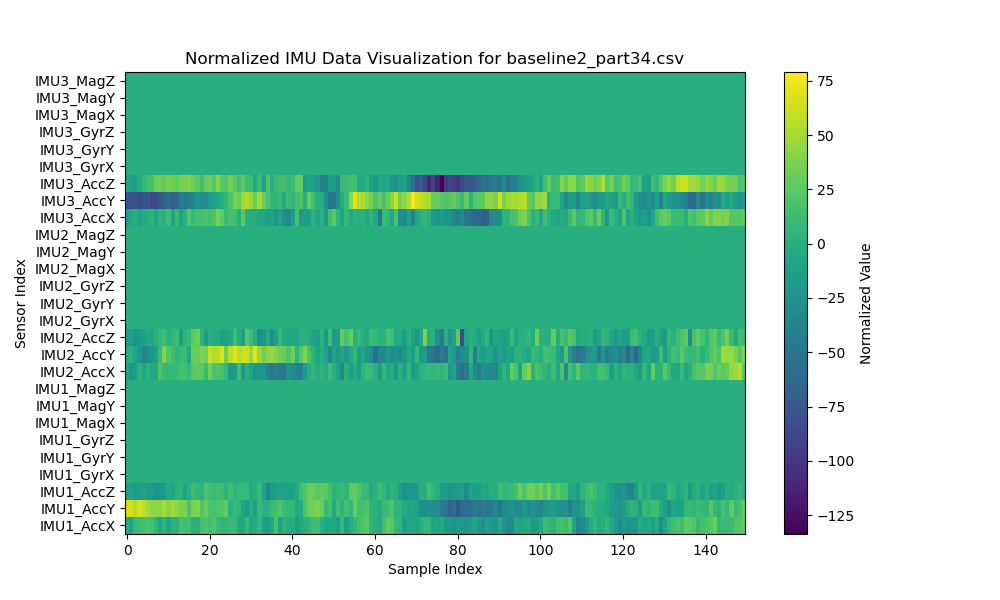 Normalized IMU Data Visualization for baseline2_part34.csv
IMU3_MagZ
IMU3_MagY
IMU3_MagX
IMU3_GyrZ
IMU3_GyrY
IMU3_GyrX
IMU3_AccZ
IMU3_AccY
IMU3_AccX
IMU2_MagZ
IMU2_MagY
IMU2_MagX
IMU2_GyrZ
IMU2_GyrY
IMU2_GyrX
IMU2_AccZ
IMU2_AccY
IMU2_AccX
IMU1_MagZ
IMU1_MagY
IMU1_MagX
IMU1_GyrZ
IMU1_GyrY
IMU1_GyrX
IMU1_AccZ
IMU1_AccY
IMU1_AccX
Sensor Index
0 20 40 60 80 100 120 140
Sample Index
75
50
25
0
−25
−50
−75
−100
−125
Normalized Value